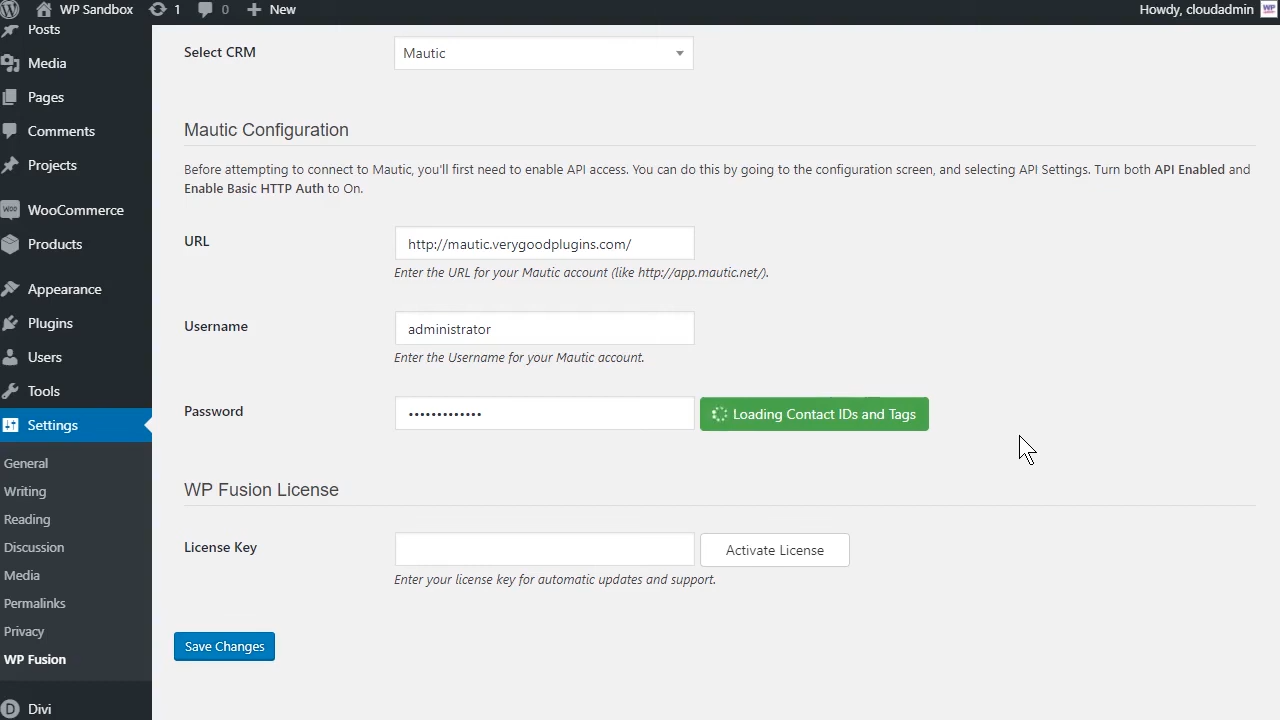 WP Sandbox 1 0 New Howdy, cloudadmin
Posts
Media
Pages
Comments
Projects
WooCommerce
Products
Appearance
Plugins
Users
Tools
Settings
General
Writing
Reading
Discussion
Media
Permalinks
Privacy
WP Fusion
Divi
Select CRM Mautic
Mautic Configuration
Before attempting to connect to Mautic, you'll first need to enable API access. You can do this by going to the configuration screen, and selecting API Settings. Turn both API Enabled and
Enable Basic HTTP Auth to On.
URL http://mautic.verygoodplugins.com/
Enter the URL for your Mautic account (like http://app.mautic.net/).
Username administrator
Enter the Username for your Mautic account.
Password ••••••••••••• Loading Contact IDs and Tags
WP Fusion License
License Key Activate License
Enter your license key for automatic updates and support.
Save Changes